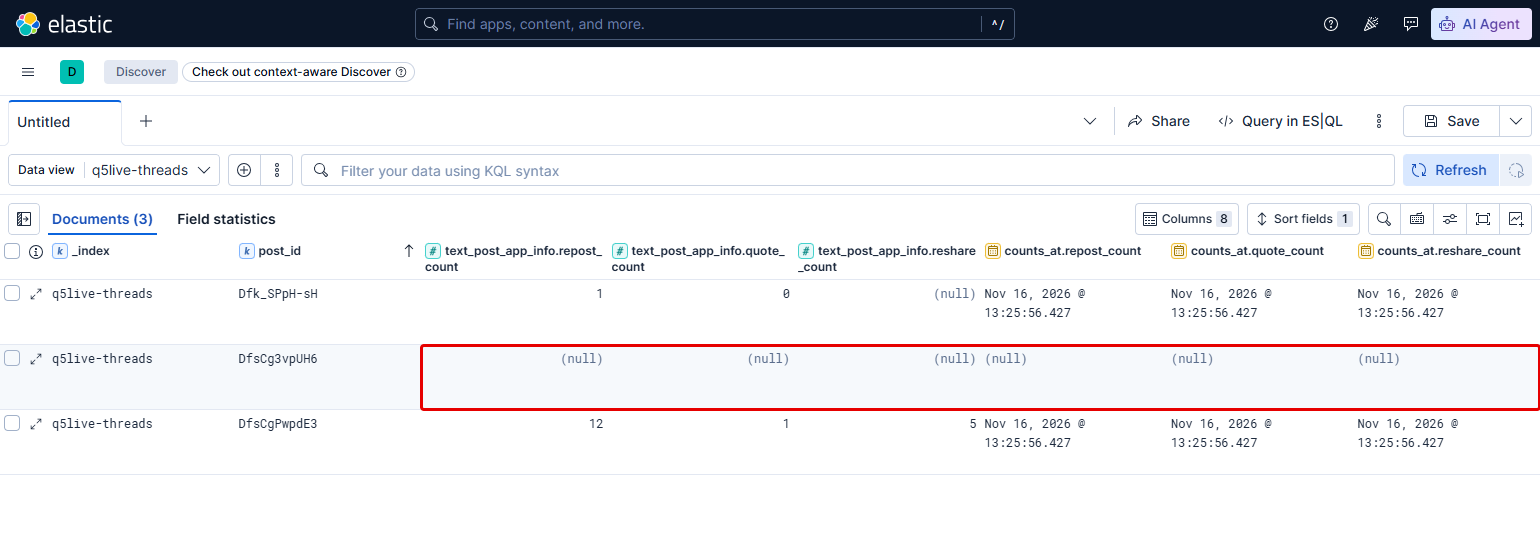 elastic
Find apps, content, and more.
^/
AI Agent
D
Discover
Check out context-aware Discover
Untitled
Share
Query in ES|QL
Save
Data view
q5live-threads
Filter your data using KQL syntax
Refresh
Documents (3)
Field statistics
Columns 8
Sort fields 1
k _index
k post_id
# text_post_app_info.repost_
count
# text_post_app_info.quote_
count
# text_post_app_info.reshare
_count
counts_at.repost_count
counts_at.quote_count
counts_at.reshare_count
q5live-threads Dfk_SPpH-sH 1 0 (null) Nov 16, 2026 @ Nov 16, 2026 @ Nov 16, 2026 @
13:25:56.427 13:25:56.427 13:25:56.427
q5live-threads DfsCg3vpUH6 (null) (null) (null) (null) (null) (null)
q5live-threads DfsCgPwpdE3 12 1 5 Nov 16, 2026 @ Nov 16, 2026 @ Nov 16, 2026 @
13:25:56.427 13:25:56.427 13:25:56.427